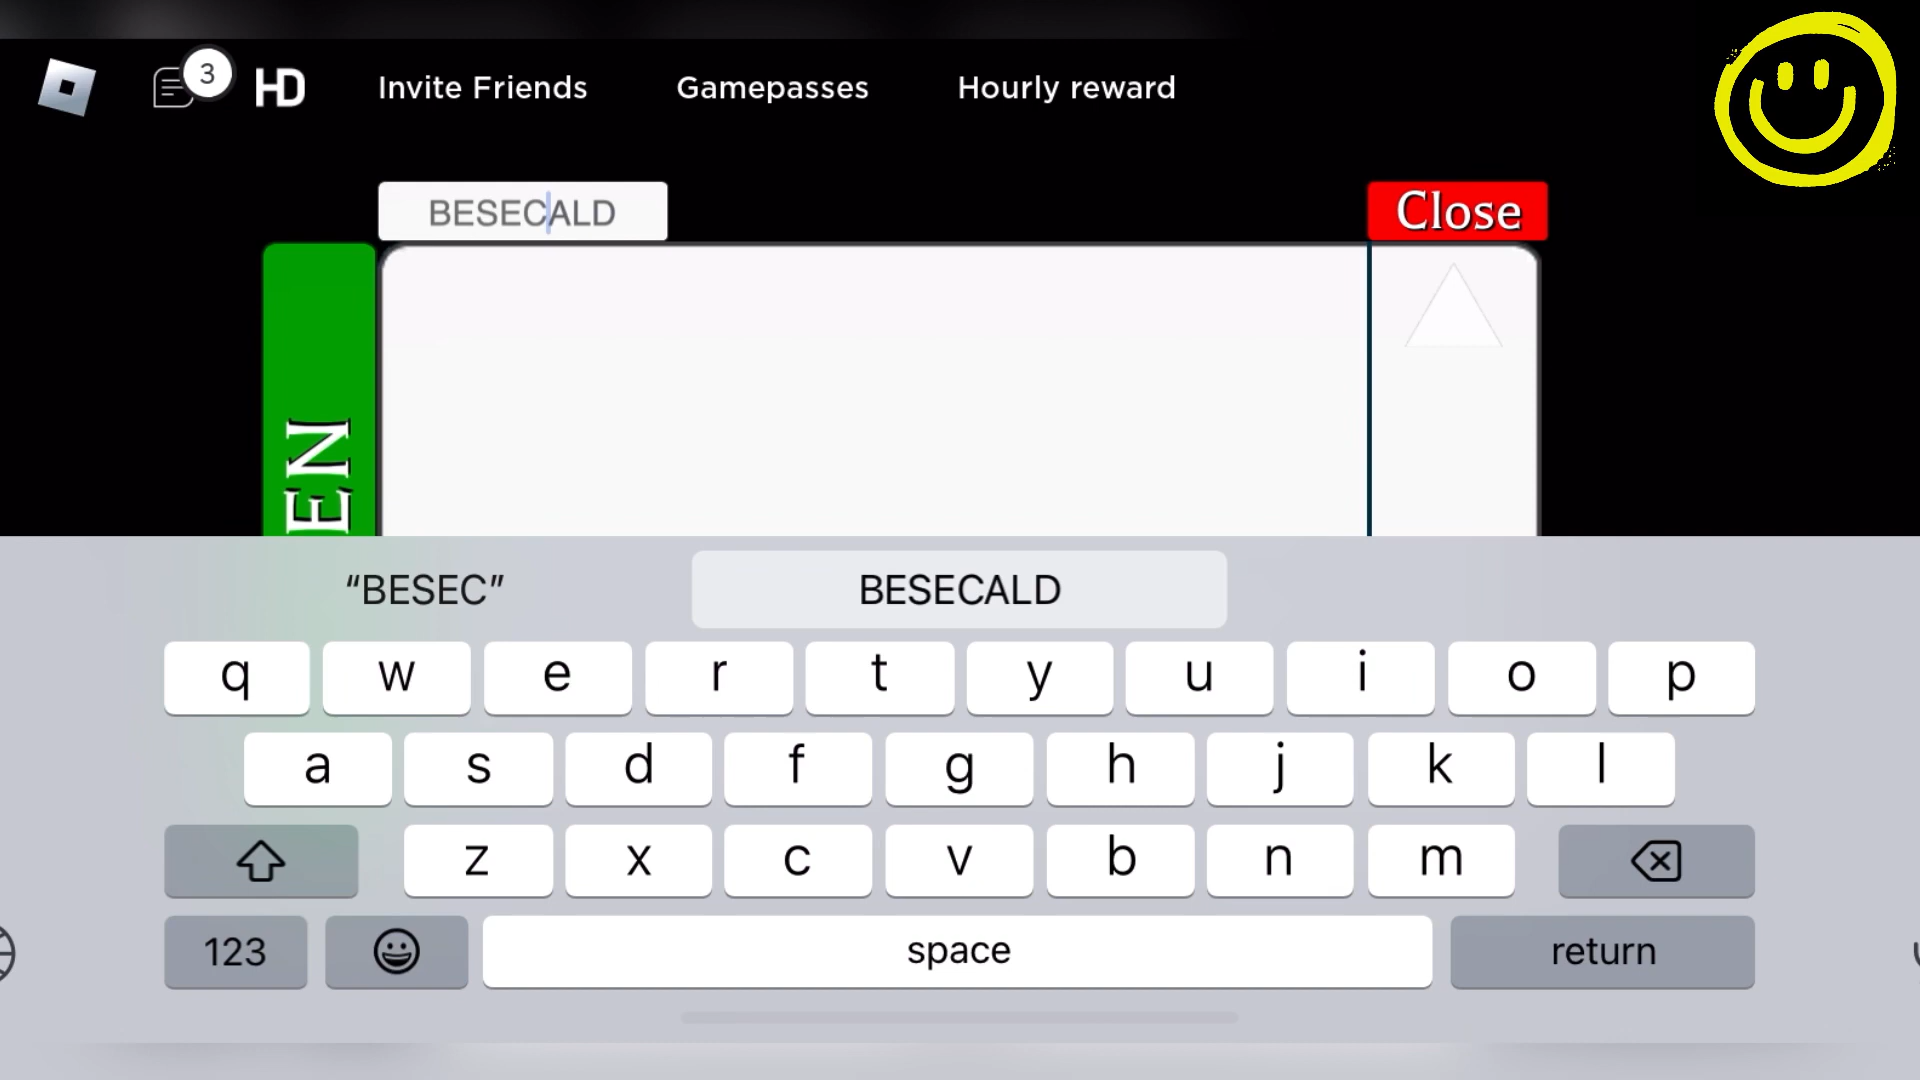 3 HD Invite Friends Gamepasses Hourly reward
BESECALD Close
EN
“BESEC” BESECALD
q w e r t y u i o p
a s d f g h j k l
z x c v b n m
123 space return